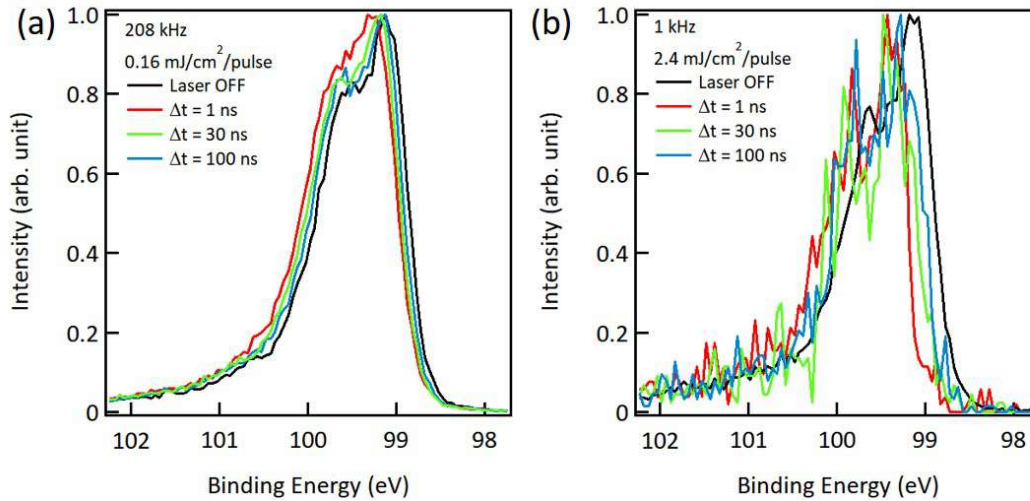 (a)
208 kHz
0.16 mJ/cm²/pulse
Laser OFF
Δt = 1 ns
Δt = 30 ns
Δt = 100 ns
Intensity (arb. unit)
1.0
0.8
0.6
0.4
0.2
0
102 101 100 99 98
Binding Energy (eV)
(b)
1 kHz
2.4 mJ/cm²/pulse
Laser OFF
Δt = 1 ns
Δt = 30 ns
Δt = 100 ns
Intensity (arb. unit)
1.0
0.8
0.6
0.4
0.2
0
102 101 100 99 98
Binding Energy (eV)